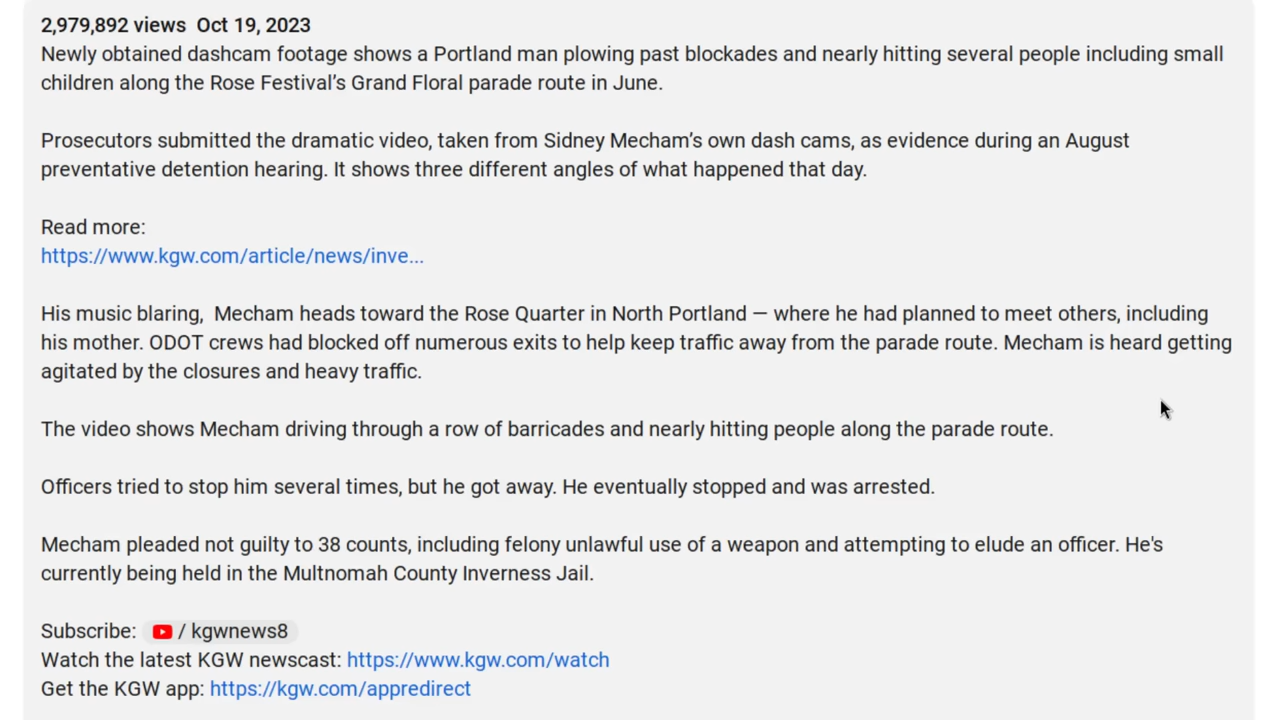 2,979,892 views  Oct 19, 2023
Newly obtained dashcam footage shows a Portland man plowing past blockades and nearly hitting several people including small
children along the Rose Festival’s Grand Floral parade route in June.
Prosecutors submitted the dramatic video, taken from Sidney Mecham’s own dash cams, as evidence during an August
preventative detention hearing. It shows three different angles of what happened that day.
Read more:
https://www.kgw.com/article/news/inve...
His music blaring,  Mecham heads toward the Rose Quarter in North Portland — where he had planned to meet others, including
his mother. ODOT crews had blocked off numerous exits to help keep traffic away from the parade route. Mecham is heard getting
agitated by the closures and heavy traffic.
The video shows Mecham driving through a row of barricades and nearly hitting people along the parade route.
Officers tried to stop him several times, but he got away. He eventually stopped and was arrested.
Mecham pleaded not guilty to 38 counts, including felony unlawful use of a weapon and attempting to elude an officer. He's
currently being held in the Multnomah County Inverness Jail.
Subscribe: / kgwnews8
Watch the latest KGW newscast: https://www.kgw.com/watch
Get the KGW app: https://kgw.com/appredirect